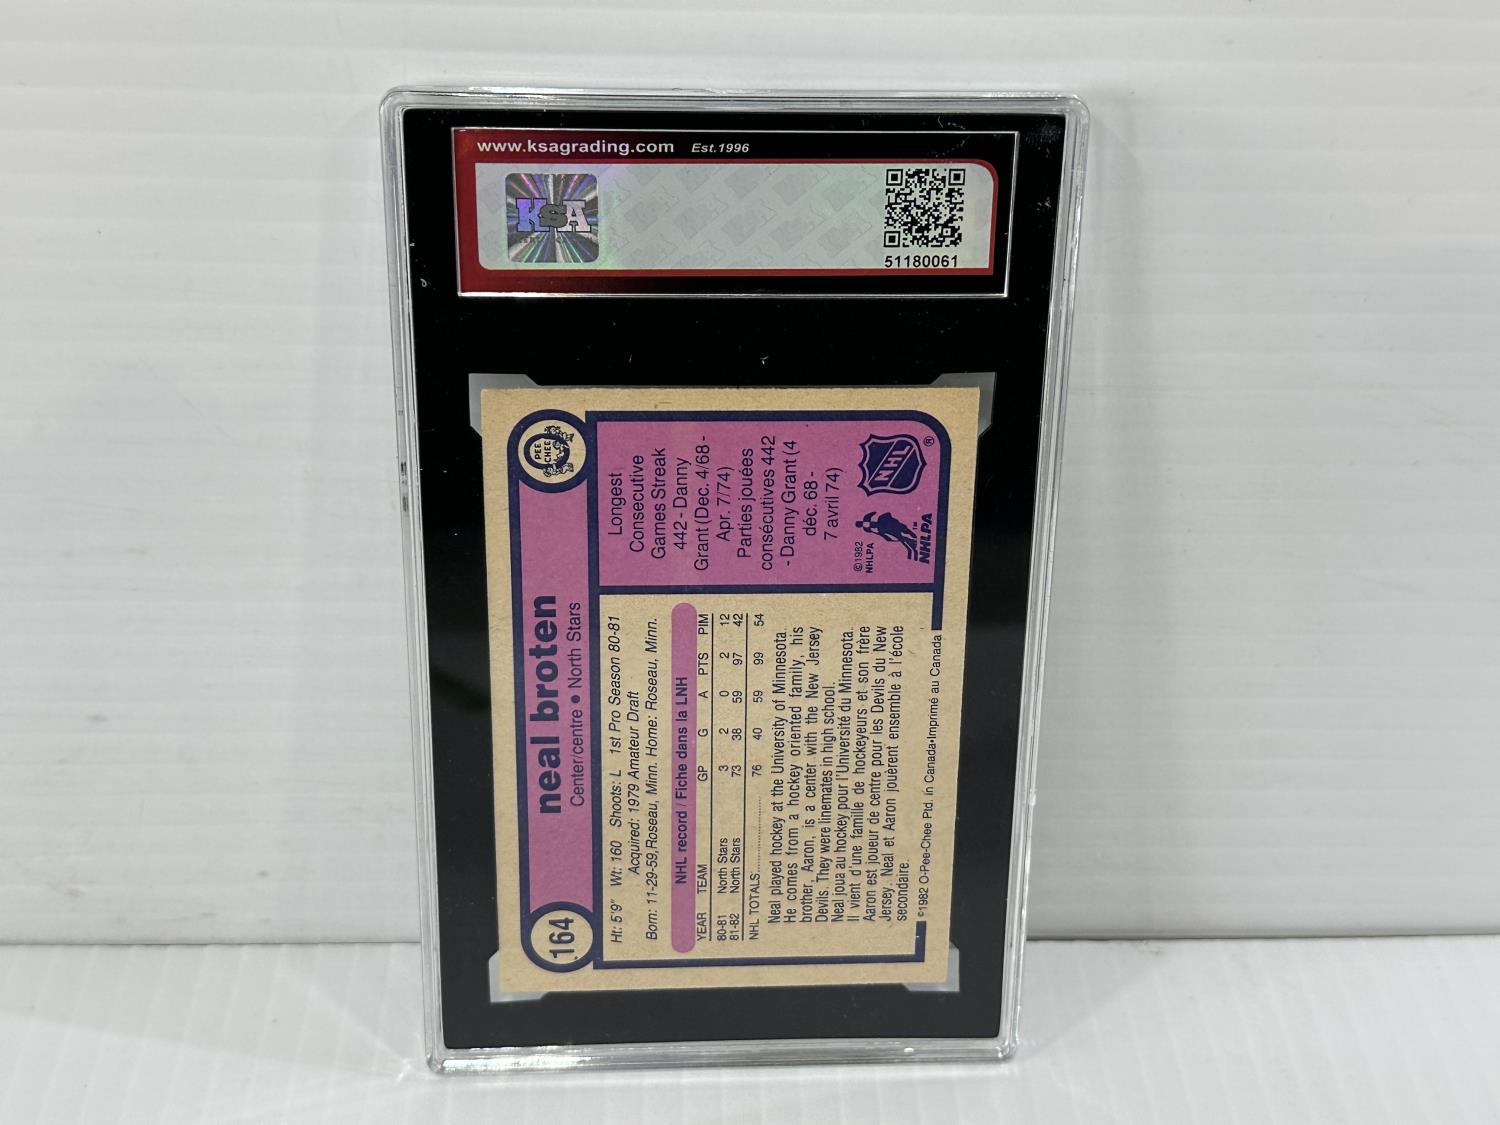 www.ksagrading.com Est.1996
KSA
51180061
164
neal broten
Center/centre • North Stars
O PEE CHEE
Ht: 5'9" Wt: 160 Shoots: L 1st Pro Season 80-81
Acquired: 1979 Amateur Draft
Born: 11-29-59, Roseau, Minn. Home: Roseau, Minn.
NHL record / Fiche dans la LNH
YEAR TEAM GP G A PTS PIM
80-81 North Stars 3 2 0 2 12
81-82 North Stars 73 38 59 97 42
NHL TOTALS 76 40 59 99 54
Neal played hockey at the University of Minnesota.
He comes from a hockey oriented family, his
brother, Aaron, is a center with the New Jersey
Devils. They were linemates in high school.
Neal joua au hockey pour l'Université du Minnesota.
Il vient d'une famille de hockeyeurs et son frère
Aaron est joueur de centre pour les Devils du New
Jersey. Neal et Aaron jouèrent ensemble à l'école
secondaire.
©1982 O-Pee-Chee Ptd. in Canada•Imprimé au Canada
Longest
Consecutive
Games Streak
442 - Danny
Grant (Dec. 4/68 -
Apr. 7/74)
Parties jouées
consécutives 442
- Danny Grant (4
déc. 68 -
7 avril 74)
©1982
NHLPA
NHLPA™
NHL ®